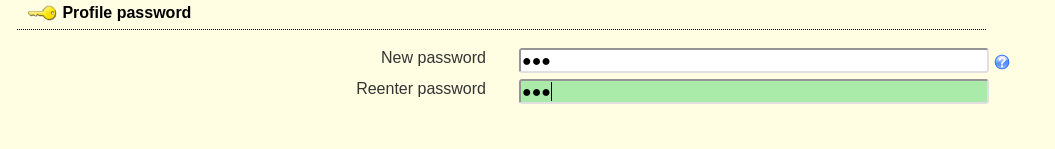 Profile password
New password ●●● ?
Reenter password ●●●